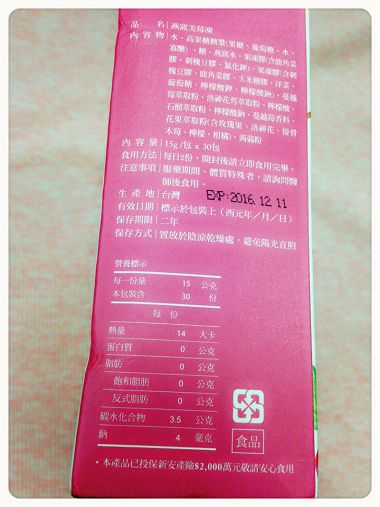 品名 燕窩美莓凍
內容物 水、高果糖糖漿(果糖、葡萄糖、水、
寡醣)、糖、燕窩水、果凍膠(含鹿角菜
膠、刺槐豆膠、氯化鉀)、果凍膠(含刺
槐豆膠、鹿角菜膠、玉米糖膠、洋菜、
葡萄糖、檸檬酸鉀、檸檬酸鈉)、蔓越
莓萃取粉、洛神花萃取粉、檸檬酸、
石榴萃取粉、檸檬酸鈉、蔓越莓香料、
花果萃取粉(含玫瑰果、洛神花、接骨
木莓、檸檬、柑橘)、蒟蒻粉
內容量 15g/包 x 30包
食用方法 每日2份，開封後請立即食用完畢。
注意事項 服藥期間、體質特殊者，請詢問醫
師後食用。
生產地 台灣 EXP:2016.12.11
有效日期 標示於包裝上（西元年／月／日）
保存期限 二年
保存方式 置放於陰涼乾燥處，避免陽光直照
營養標示
每一份量 15 公克
本包裝含 30 份
每 份
熱量 14 大卡
蛋白質 0 公克
脂肪 0 公克
飽和脂肪 0 公克
反式脂肪 0 公克
碳水化合物 3.5 公克
鈉 4 毫克
食品
・本產品已投保新安產險$2,000萬元敬請安心食用